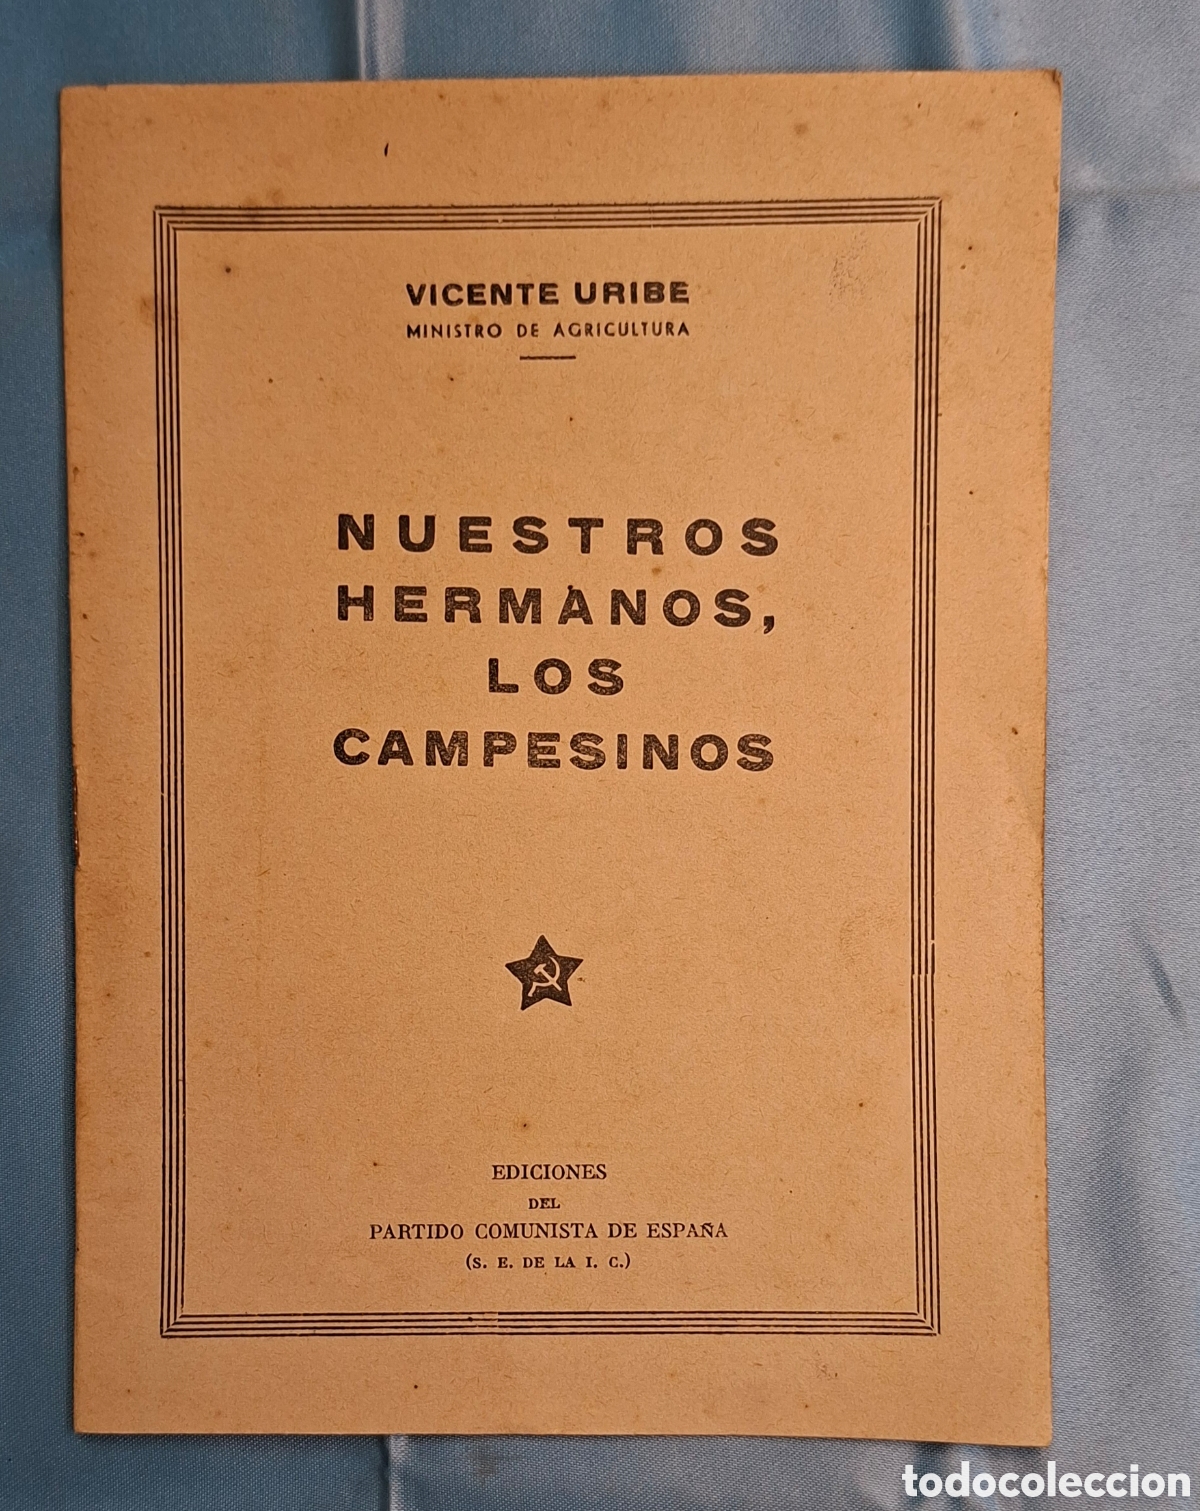 VICENTE URIBE
MINISTRO DE AGRICULTURA
NUESTROS
HERMANOS,
LOS
CAMPESINOS
EDICIONES
DEL
PARTIDO COMUNISTA DE ESPAÑA
(S. E. DE LA I. C.)
todocoleccion